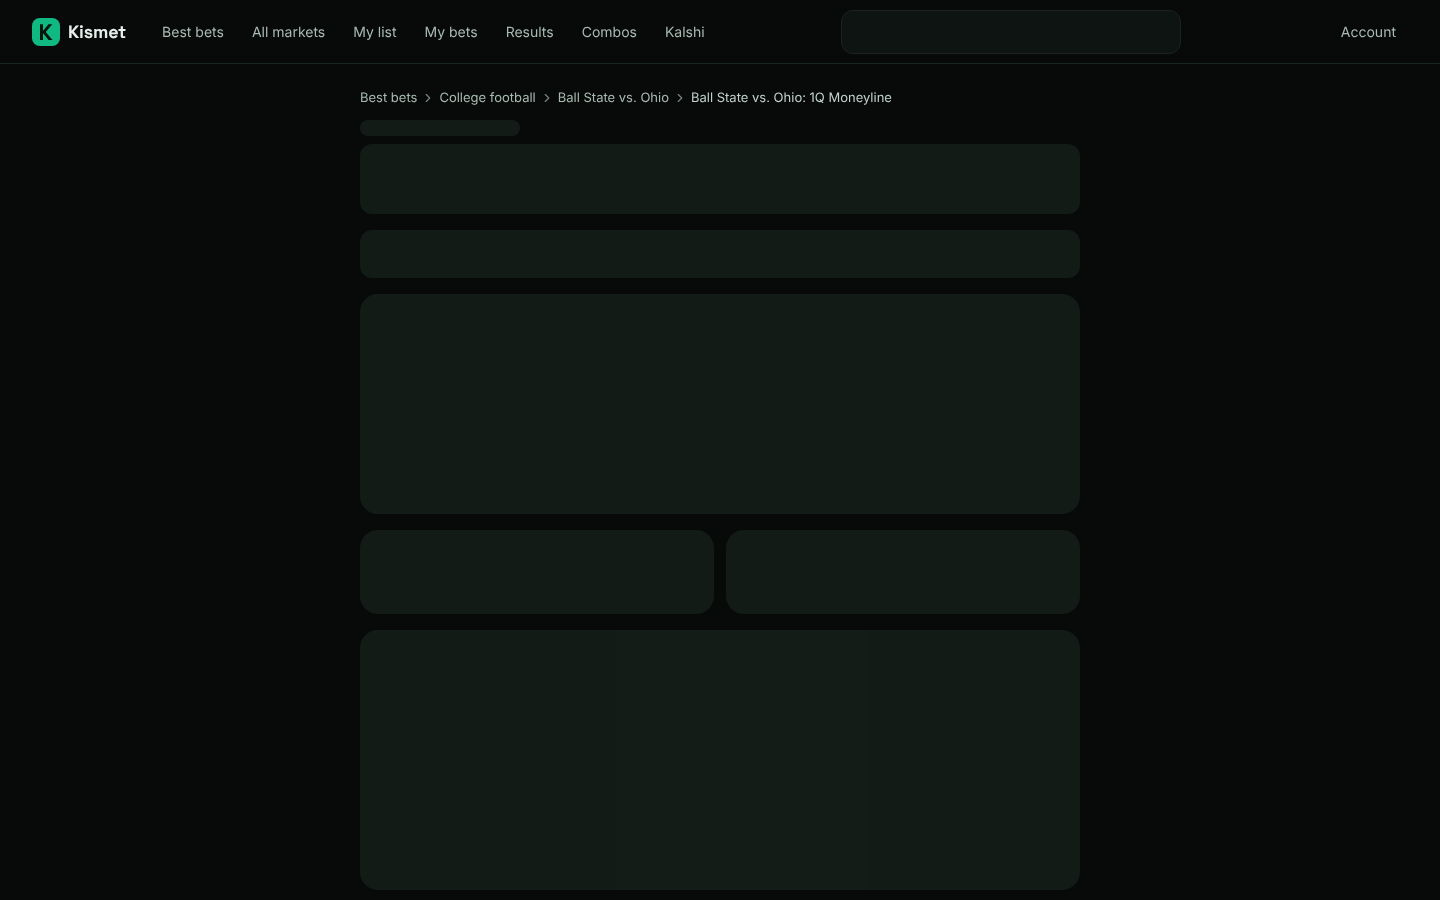 Kismet Best bets All markets My list My bets Results Combos Kalshi Account
Best bets > College football > Ball State vs. Ohio > Ball State vs. Ohio: 1Q Moneyline